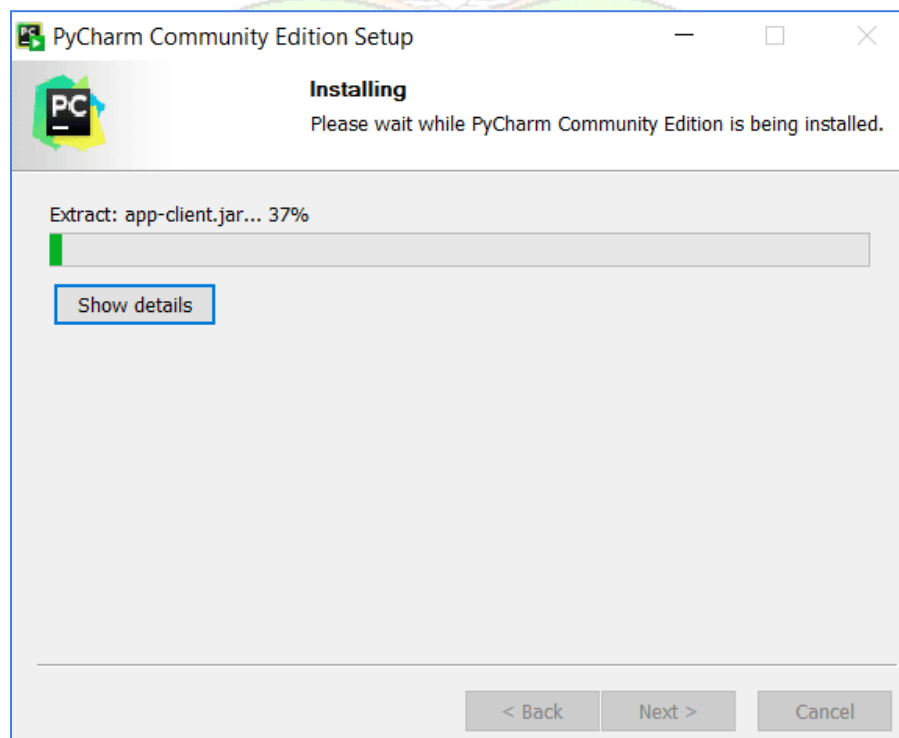 PyCharm Community Edition Setup
PC
Installing
Please wait while PyCharm Community Edition is being installed.
Extract: app-client.jar... 37%
Show details
< Back
Next >
Cancel